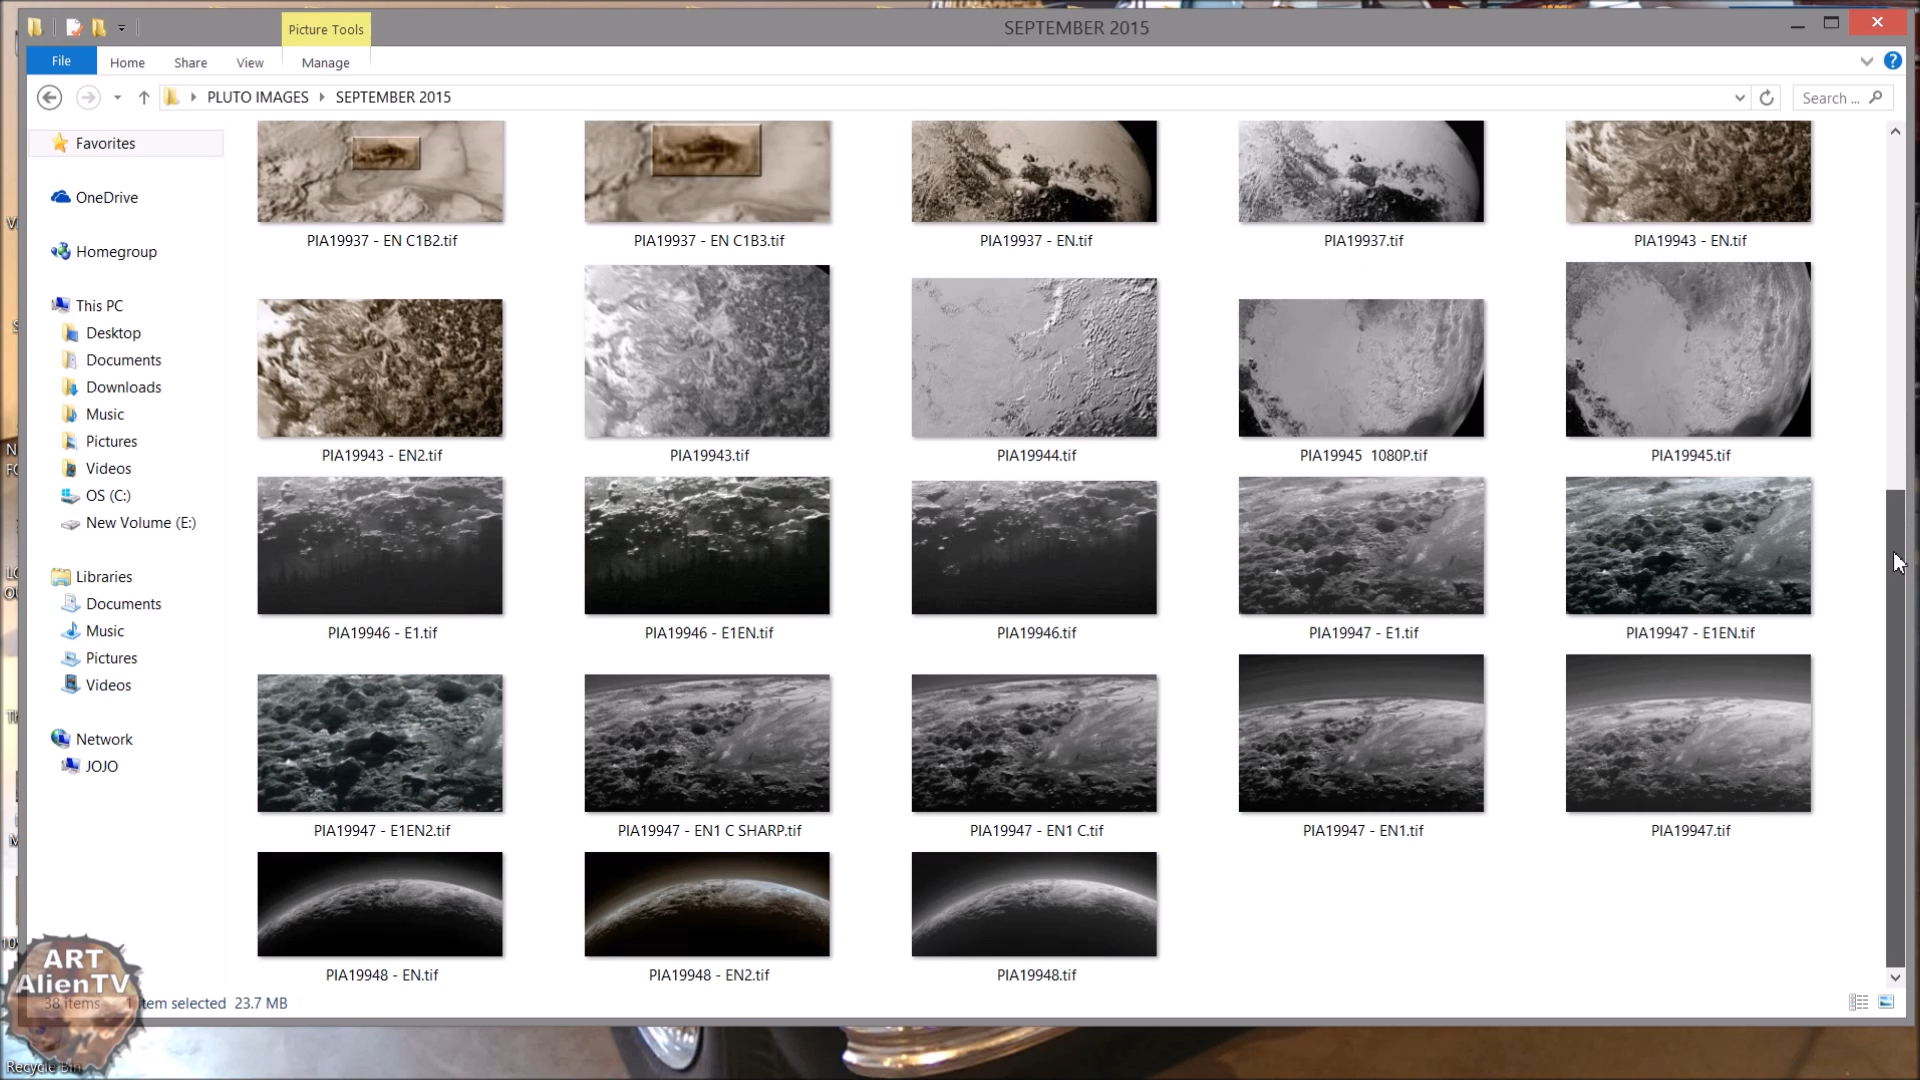 Picture Tools
SEPTEMBER 2015
File
Home
Share
View
Manage
PLUTO IMAGES
SEPTEMBER 2015
Search ...
Favorites
OneDrive
Homegroup
This PC
Desktop
Documents
Downloads
Music
Pictures
Videos
OS (C:)
New Volume (E:)
Libraries
Documents
Music
Pictures
Videos
Network
JOJO
PIA19937 - EN C1B2.tif
PIA19937 - EN C1B3.tif
PIA19937 - EN.tif
PIA19937.tif
PIA19943 - EN.tif
PIA19943 - EN2.tif
PIA19943.tif
PIA19944.tif
PIA19945 1080P.tif
PIA19945.tif
PIA19946 - E1.tif
PIA19946 - E1EN.tif
PIA19946.tif
PIA19947 - E1.tif
PIA19947 - E1EN.tif
PIA19947 - E1EN2.tif
PIA19947 - EN1 C SHARP.tif
PIA19947 - EN1 C.tif
PIA19947 - EN1.tif
PIA19947.tif
PIA19948 - EN.tif
PIA19948 - EN2.tif
PIA19948.tif
ART
AlienTV
38 items 1 item selected 23.7 MB
Recycle Bin